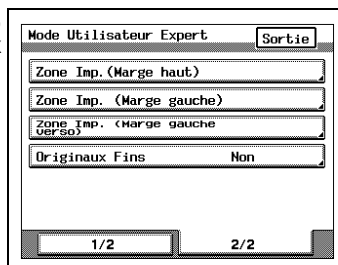 Mode Utilisateur Expert
Sortie
Zone Imp.(Marge haut)
Zone Imp. (Marge gauche)
Zone Imp. (Marge gauche
verso)
Originaux Fins Non
1/2 2/2